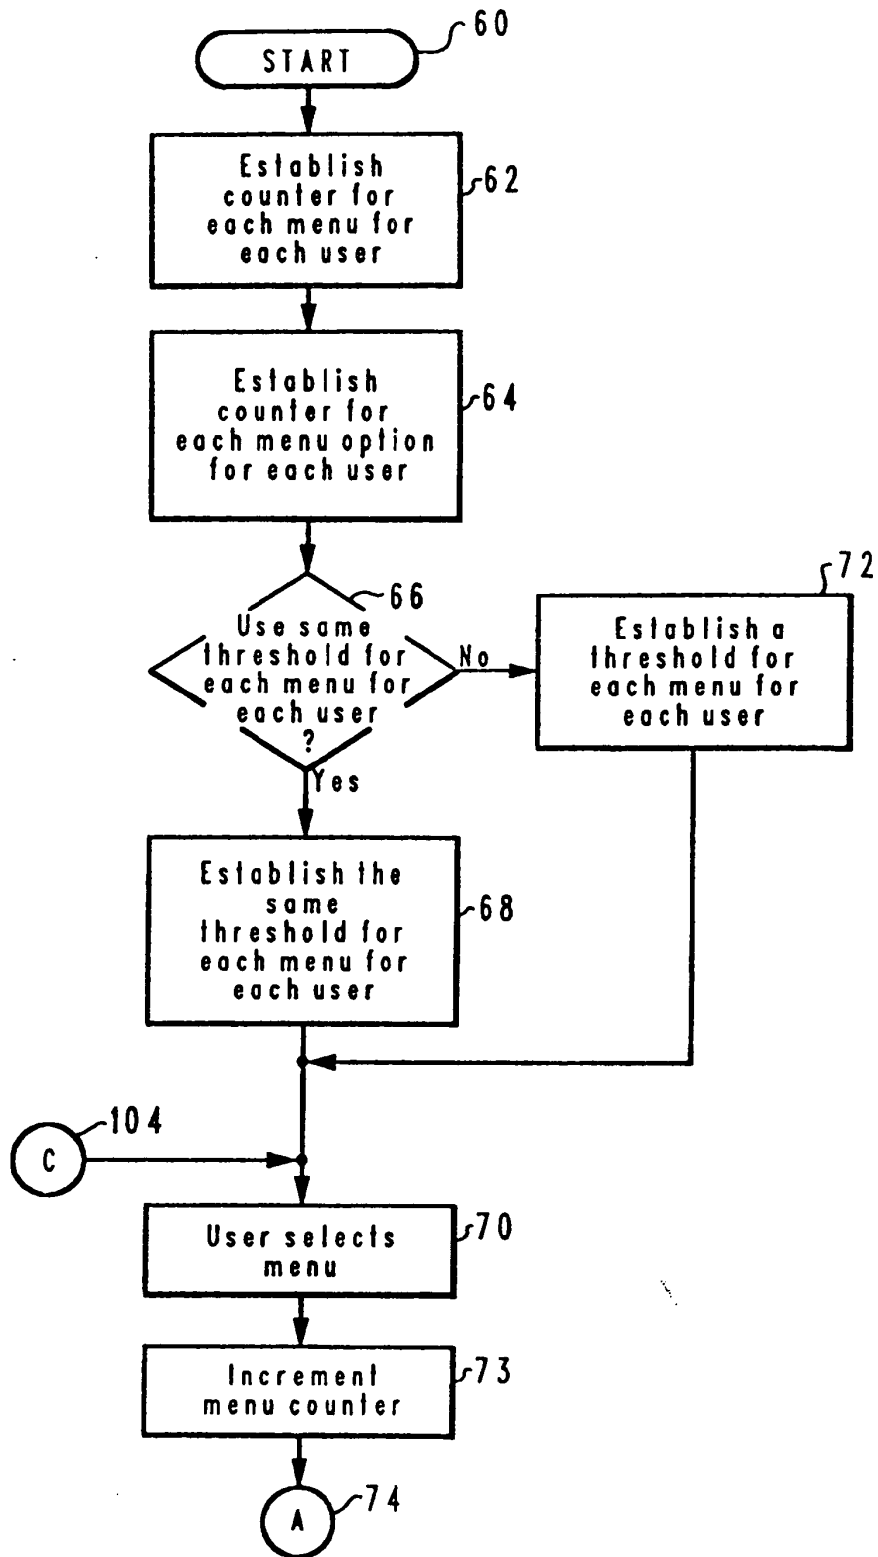 60
START
Establish
counter for
each menu for
each user
62
Establish
counter for
each menu option
for each user
64
66
Use same
threshold for
each menu for
each user
?
No
Yes
72
Establish a
threshold for
each menu for
each user
Establish the
same
threshold for
each menu for
each user
68
104
C
User selects
menu
70
Increment
menu counter
73
A
74